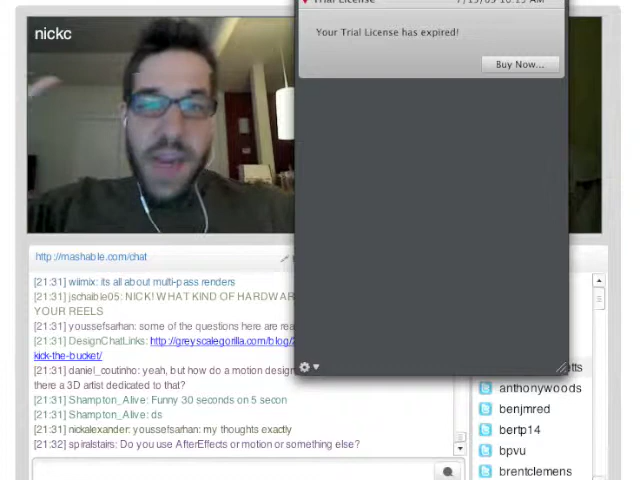 Trial License 7/13/09 10:13 AM
nickc
Your Trial License has expired!
Buy Now...
http://mashable.com/chat
[21:31] wiimix: its all about multi-pass renders
[21:31] jschable05: NICK! WHAT KIND OF HARDWAR
YOUR REELS
[21:31] youssefsarhan: some of the questions here are rea
[21:31] DesignChatLinks: http://greyscalegorilla.com/blog/2
kick-the-bucket/
[21:31] daniel_coutinho: yeah, but how do a motion desig
there a 3D artist dedicated to that?
[21:31] Shampton_Alive: Funny 30 seconds on 5 secon
[21:31] Shampton_Alive: ds
[21:31] nickalexander: youssefsarhan: my thoughts exactly
[21:32] spiralstairs: Do you use AfterEffects or motion or something else?
tts
anthonywoods
benjmred
bertp14
bpvu
brentclemens